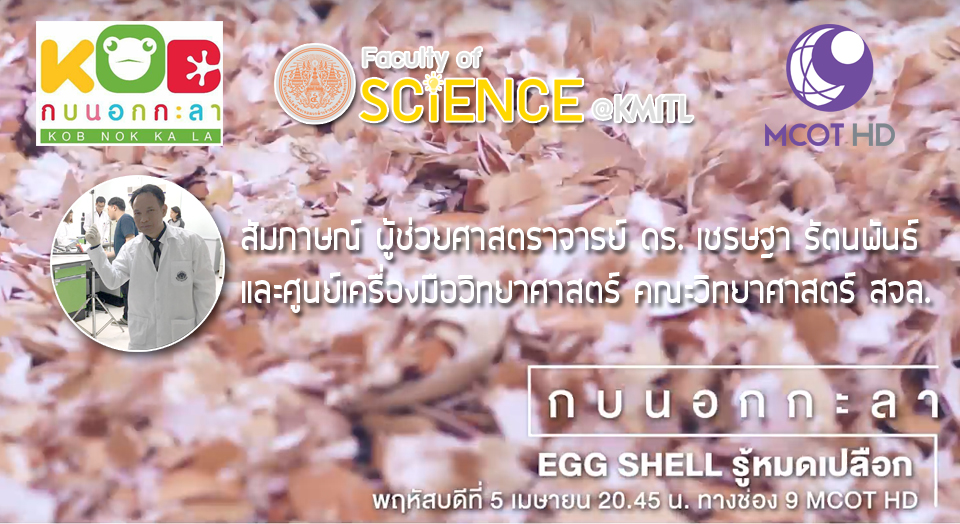 KOB
กบนอกกะลา
KOB NOK KA LA
Faculty of
SCIENCE @KMITL
MCOT HD
สัมภาษณ์ ผู้ช่วยศาสตราจารย์ ดร. เชรษฐา รัตนพันธ์
และศูนย์เครื่องมือวิทยาศาสตร์ คณะวิทยาศาสตร์ สจล.
กบนอกกะลา
EGG SHELL รู้หมดเปลือก
พฤหัสบดีที่ 5 เมษายน 20.45 น. ทางช่อง 9 MCOT HD